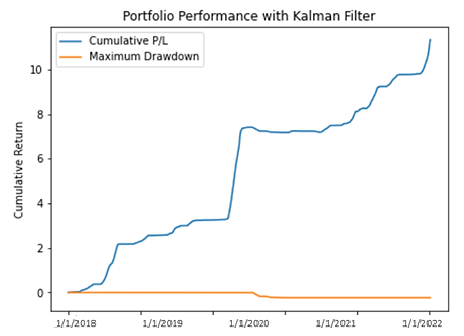 Portfolio Performance with Kalman Filter
Cumulative P/L
Maximum Drawdown
Cumulative Return
10
8
6
4
2
0
1/1/2018 1/1/2019 1/1/2020 1/1/2021 1/1/2022